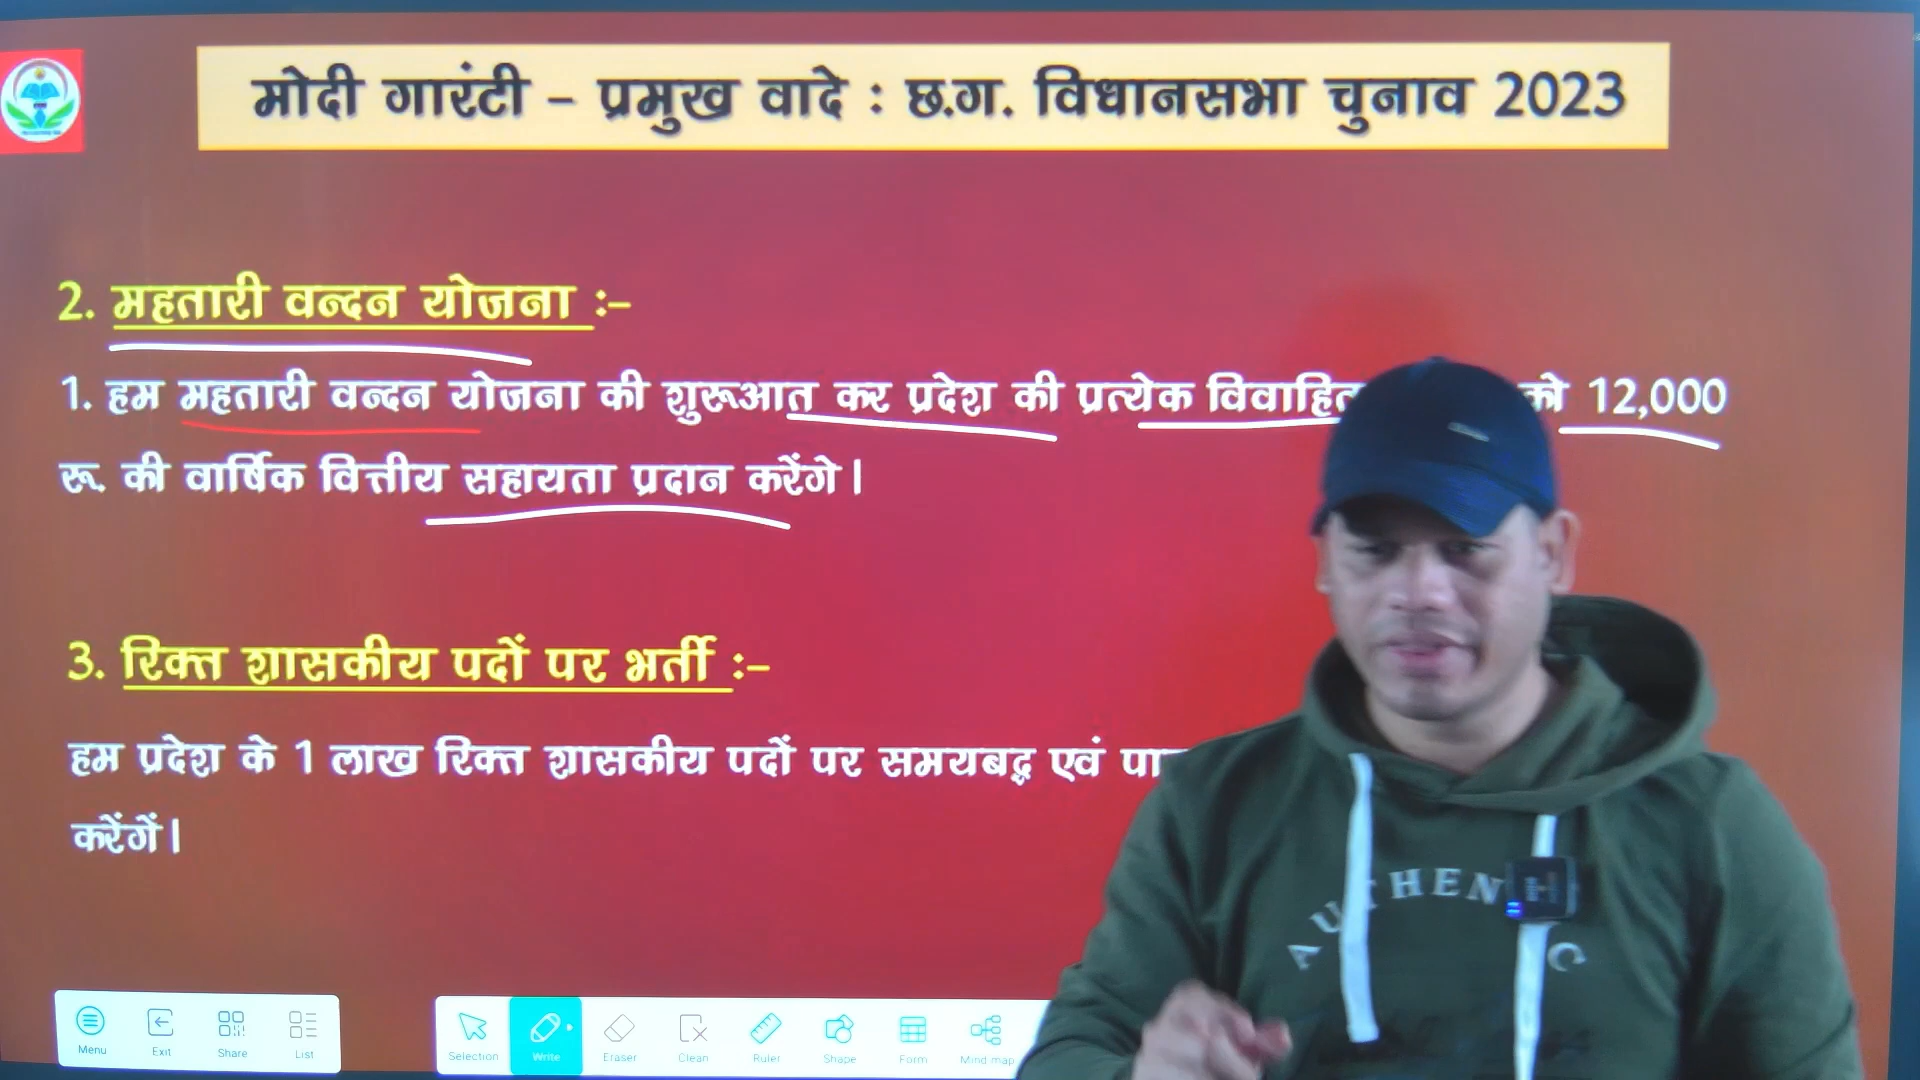 मोदी गारंटी – प्रमुख वादे : छ.ग. विधानसभा चुनाव 2023
2. महतारी वन्दन योजना :–
1. हम महतारी वन्दन योजना की शुरूआत कर प्रदेश की प्रत्येक विवाहित को 12,000
रू. की वार्षिक वित्तीय सहायता प्रदान करेंगे।
3. रिक्त शासकीय पदों पर भर्ती :–
हम प्रदेश के 1 लाख रिक्त शासकीय पदों पर समयबद्ध एवं
करेंगें।
AUTHEN C
Menu Exit Share List
Selection Write Eraser Clean Ruler Shape Form Mind map